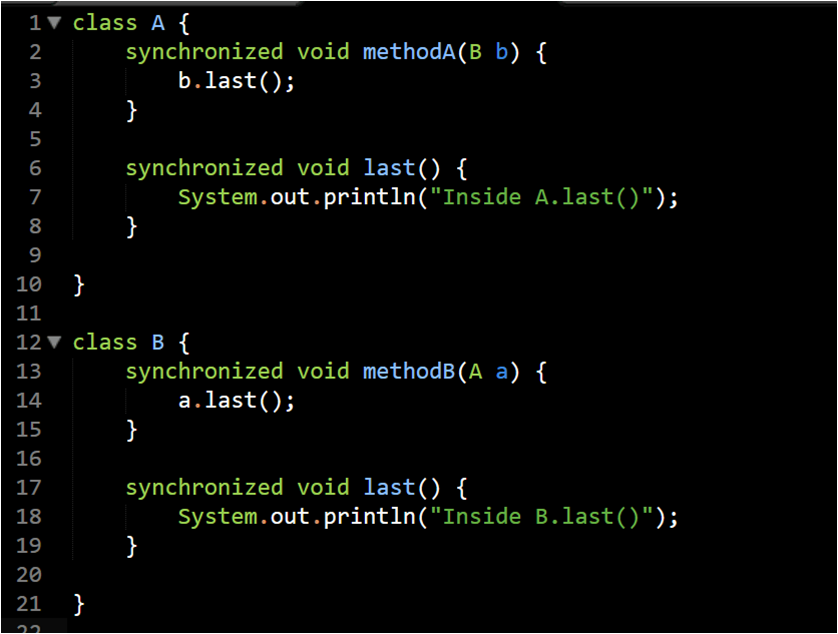 1 class A {
2 synchronized void methodA(B b) {
3 b.last();
4 }
5
6 synchronized void last() {
7 System.out.println("Inside A.last()");
8 }
9
10 }
11
12 class B {
13 synchronized void methodB(A a) {
14 a.last();
15 }
16
17 synchronized void last() {
18 System.out.println("Inside B.last()");
19 }
20
21 }
22